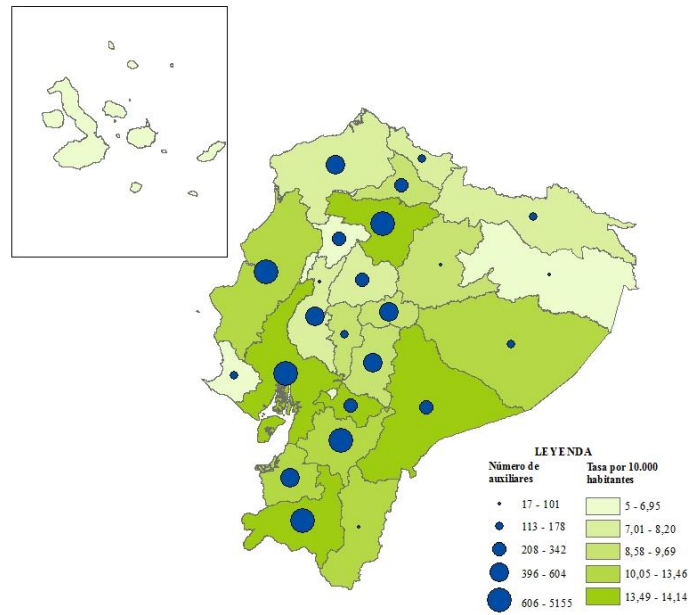 LEYENDA
Número de auxiliares
17 - 101
113 - 178
208 - 342
396 - 604
606 - 5155
Tasa por 10.000 habitantes
5 - 6,95
7,01 - 8,20
8,58 - 9,69
10,05 - 13,46
13,49 - 14,14